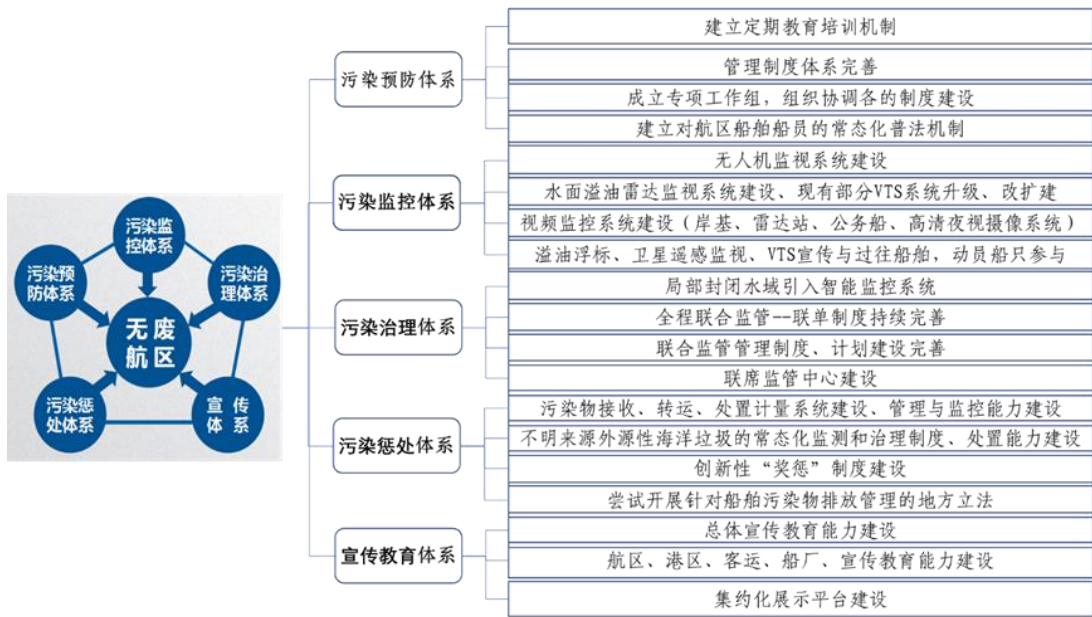 污染监
控体系
污染预
防体系
污染治
理体系
无废
航区
污染惩
处体系
宣传
体系
污染预防体系
建立定期教育培训机制
管理制度体系完善
成立专项工作组，组织协调各的制度建设
建立对航区船舶船员的常态化普法机制
污染监控体系
无人机监视系统建设
水面溢油雷达监视系统建设、现有部分VTS系统升级、改扩建
视频监控系统建设（岸基、雷达站、公务船、高清夜视摄像系统）
溢油浮标、卫星遥感监视、VTS宣传与过往船舶，动员船只参与
污染治理体系
局部封闭水域引入智能监控系统
全程联合监管--联单制度持续完善
联合监管管理制度、计划建设完善
联席监管中心建设
污染惩处体系
污染物接收、转运、处置计量系统建设、管理与监控能力建设
不明来源外源性海洋垃圾的常态化监测和治理制度、处置能力建设
创新性“奖惩”制度建设
尝试开展针对船舶污染物排放管理的地方立法
宣传教育体系
总体宣传教育能力建设
航区、港区、客运、船厂、宣传教育能力建设
集约化展示平台建设